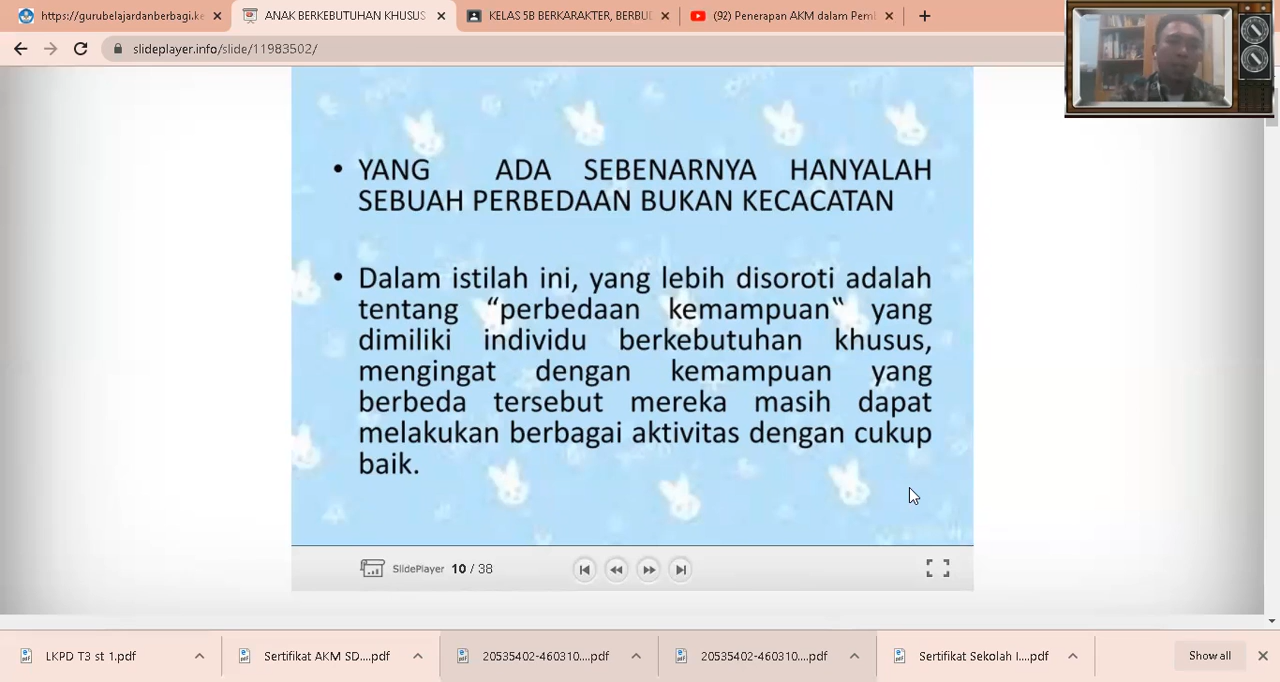 https://gurubelajardanberbagi.ke
ANAK BERKEBUTUHAN KHUSUS
KELAS 5B BERKARAKTER, BERBUD
(92) Penerapan AKM dalam Pemb
slideplayer.info/slide/11983502/
• YANG ADA SEBENARNYA HANYALAH
SEBUAH PERBEDAAN BUKAN KECACATAN
• Dalam istilah ini, yang lebih disoroti adalah
tentang “perbedaan kemampuan‟ yang
dimiliki individu berkebutuhan khusus,
mengingat dengan kemampuan yang
berbeda tersebut mereka masih dapat
melakukan berbagai aktivitas dengan cukup
baik.
SlidePlayer 10 / 38
LKPD T3 st 1.pdf
Sertifikat AKM SD....pdf
20535402-460310....pdf
20535402-460310....pdf
Sertifikat Sekolah I....pdf
Show all